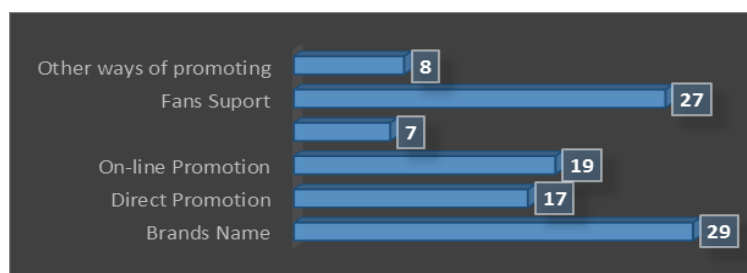 Other ways of promoting 8
Fans Suport 27
7
On-line Promotion 19
Direct Promotion 17
Brands Name 29